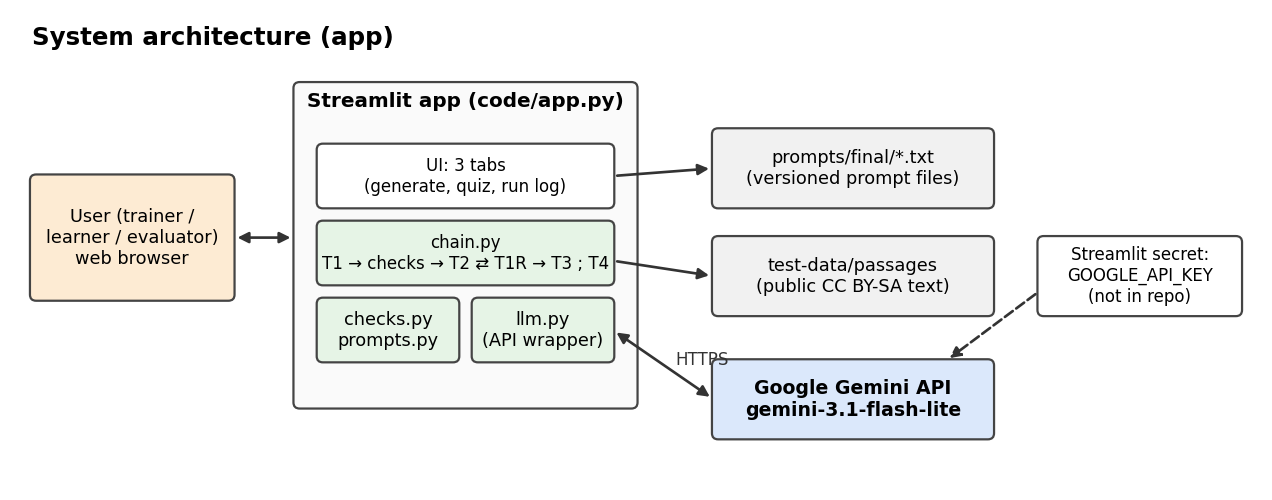 System architecture (app)
Streamlit app (code/app.py)
User (trainer /
learner / evaluator)
web browser
UI: 3 tabs
(generate, quiz, run log)
chain.py
T1 → checks → T2 ⇄ T1R → T3 ; T4
checks.py
prompts.py
llm.py
(API wrapper)
prompts/final/*.txt
(versioned prompt files)
test-data/passages
(public CC BY-SA text)
HTTPS
Google Gemini API
gemini-3.1-flash-lite
Streamlit secret:
GOOGLE_API_KEY
(not in repo)